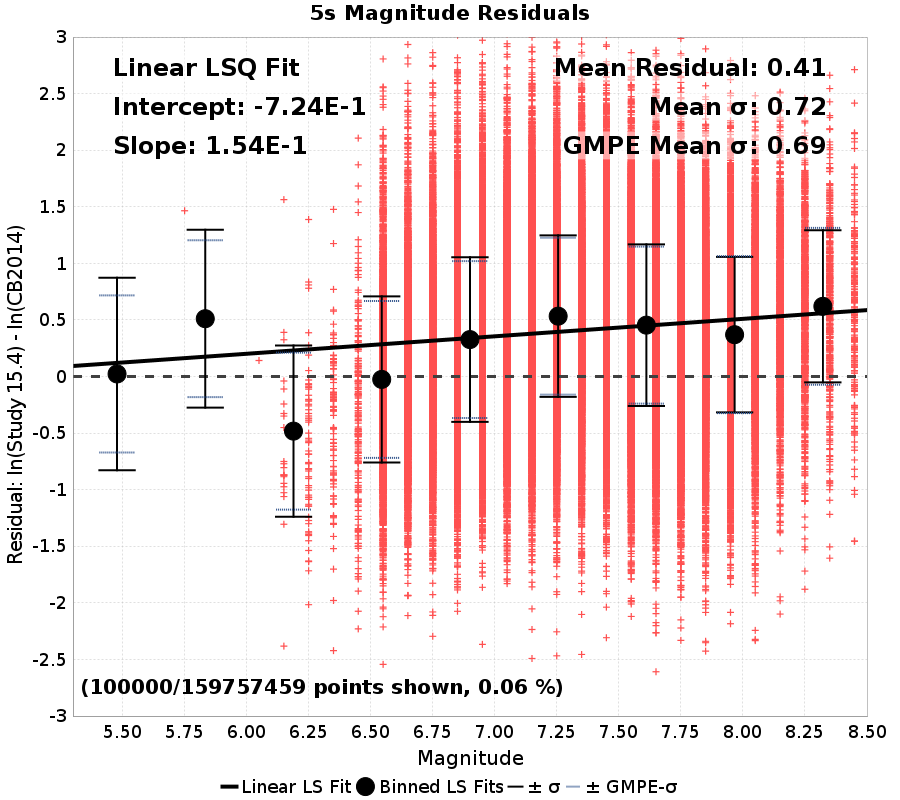 5s Magnitude Residuals
Linear LSQ Fit
Intercept: -7.24E-1
Slope: 1.54E-1
Mean Residual: 0.41
Mean σ: 0.72
GMPE Mean σ: 0.69
Residual: ln(Study 15.4) - ln(CB2014)
3
2.5
2
1.5
1
0.5
0
-0.5
-1
-1.5
-2
-2.5
-3
(100000/159757459 points shown, 0.06 %)
5.50 5.75 6.00 6.25 6.50 6.75 7.00 7.25 7.50 7.75 8.00 8.25 8.50
Magnitude
Linear LS Fit Binned LS Fits ± σ ± GMPE-σ